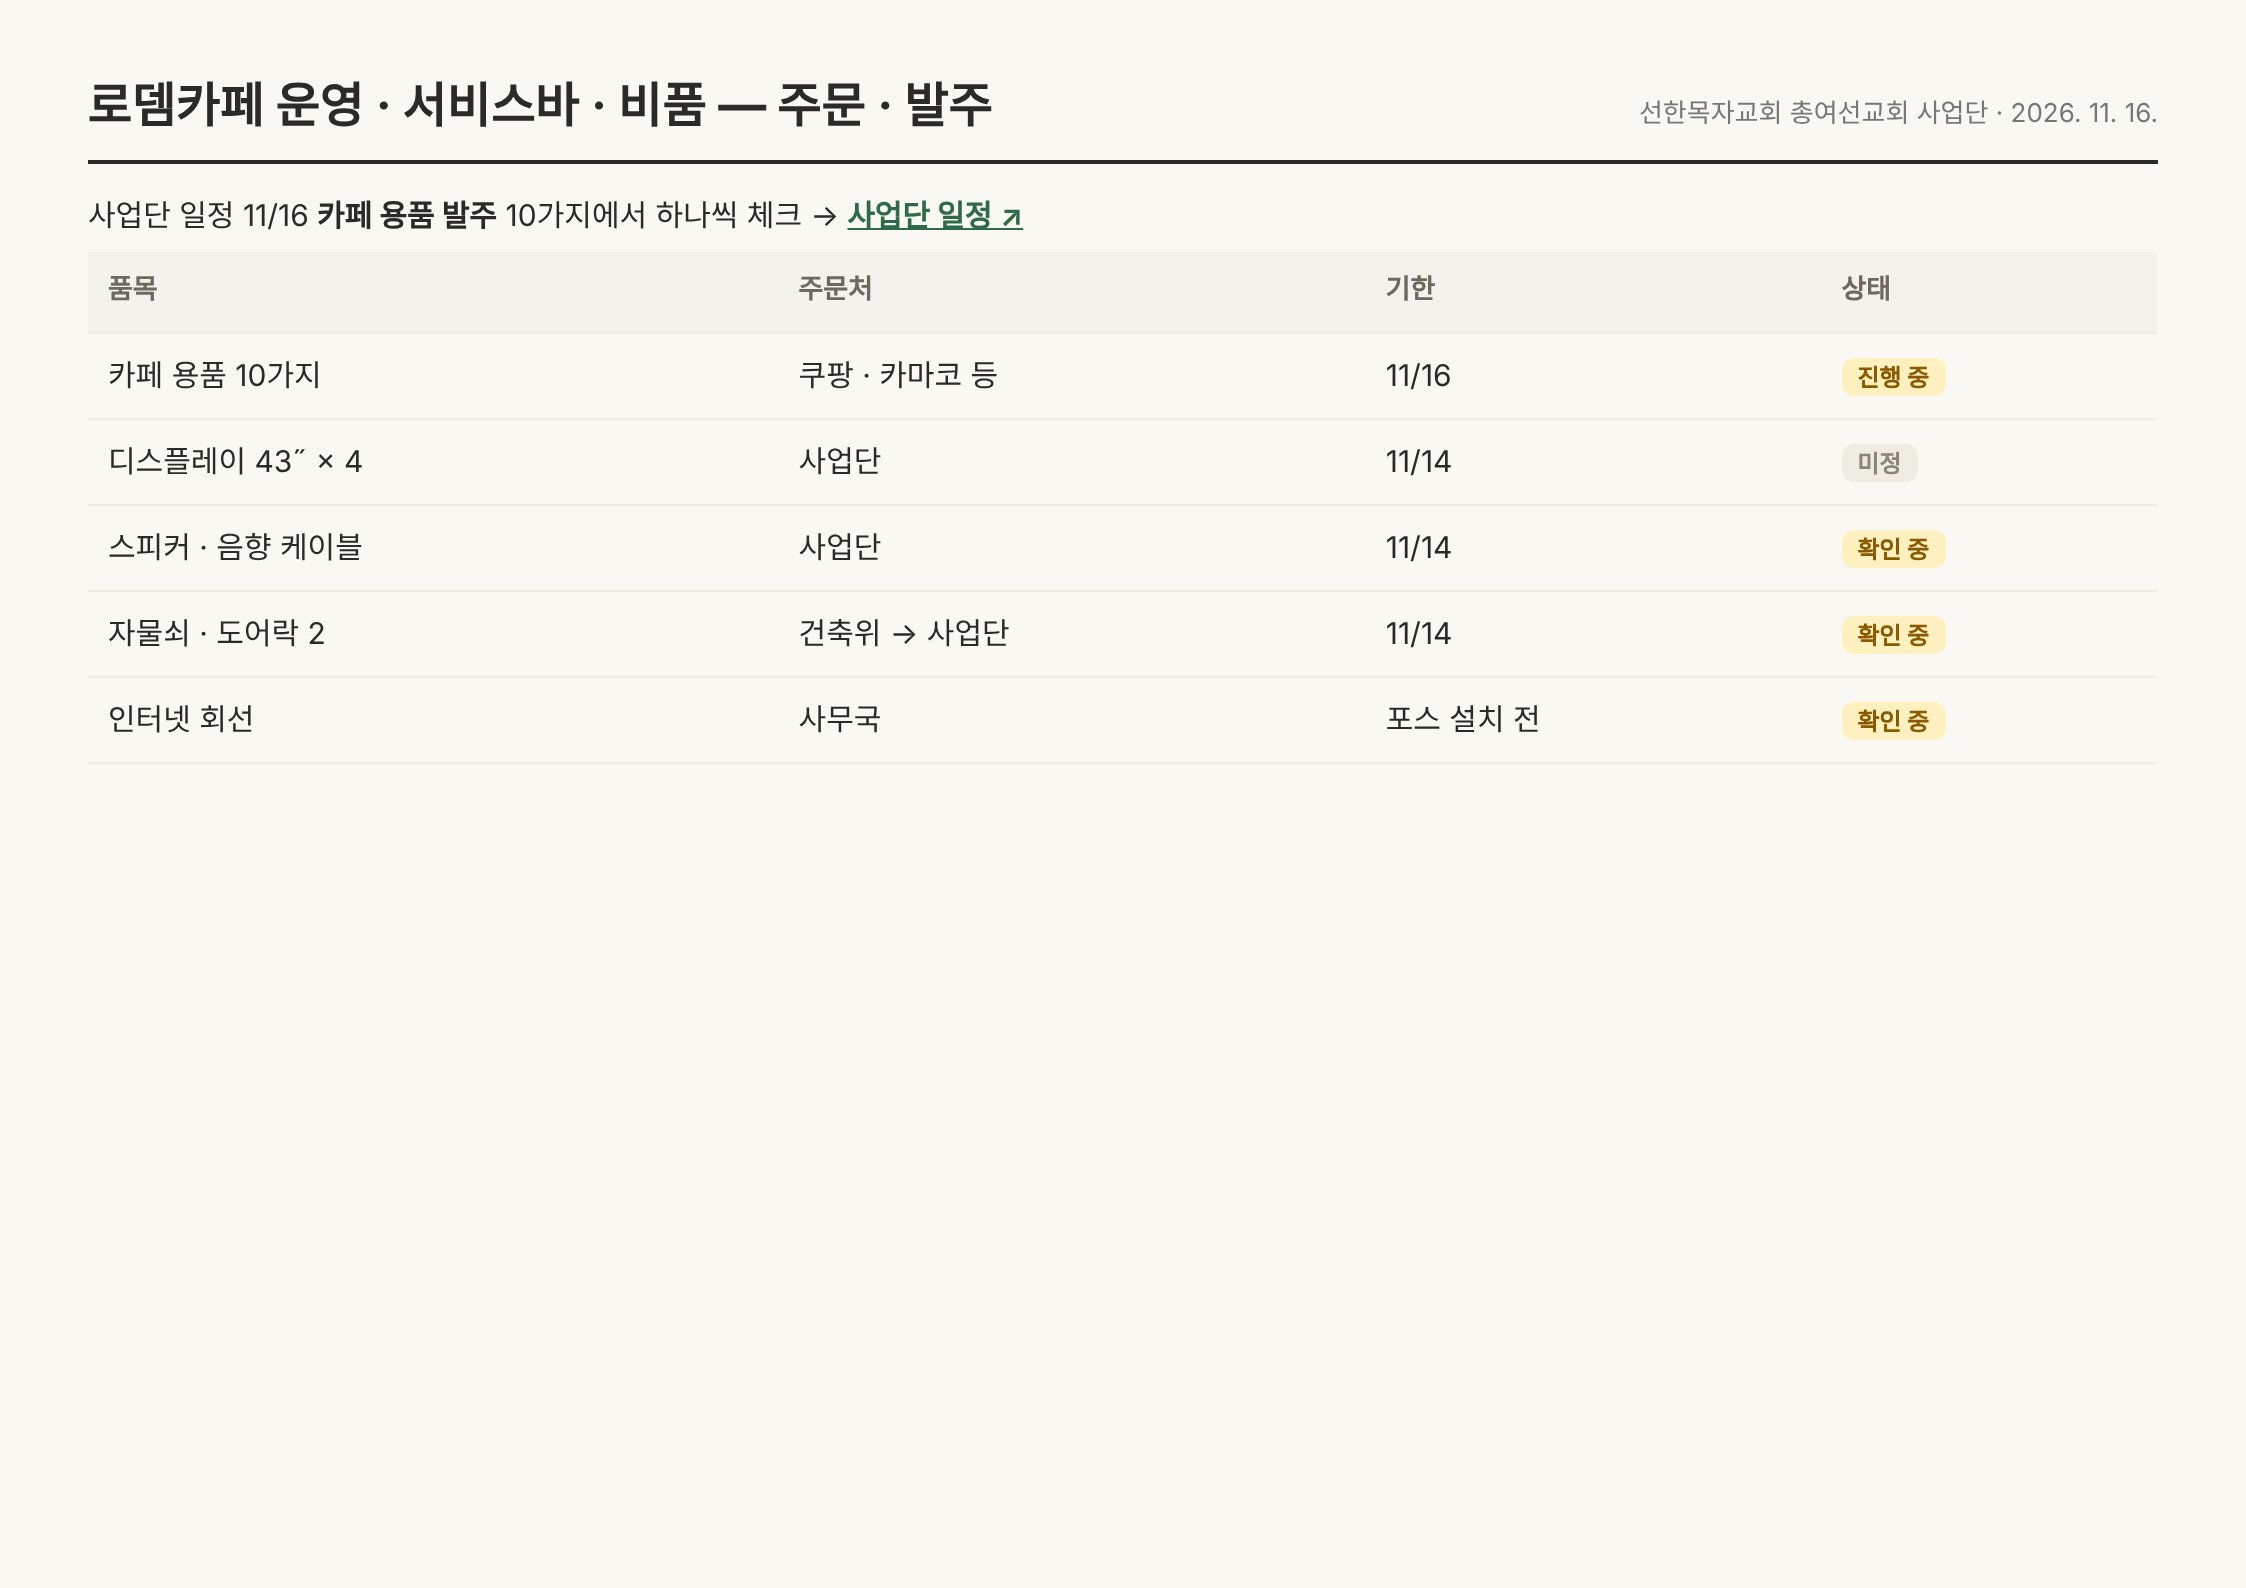 로뎀카페 운영 · 서비스바 · 비품 — 주문 · 발주
선한목자교회 총여선교회 사업단 · 2026. 11. 16.
사업단 일정 11/16 카페 용품 발주 10가지에서 하나씩 체크 → 사업단 일정 ↗
품목 주문처 기한 상태
카페 용품 10가지 쿠팡 · 카마코 등 11/16 진행 중
디스플레이 43˝ × 4 사업단 11/14 미정
스피커 · 음향 케이블 사업단 11/14 확인 중
자물쇠 · 도어락 2 건축위 → 사업단 11/14 확인 중
인터넷 회선 사무국 포스 설치 전 확인 중